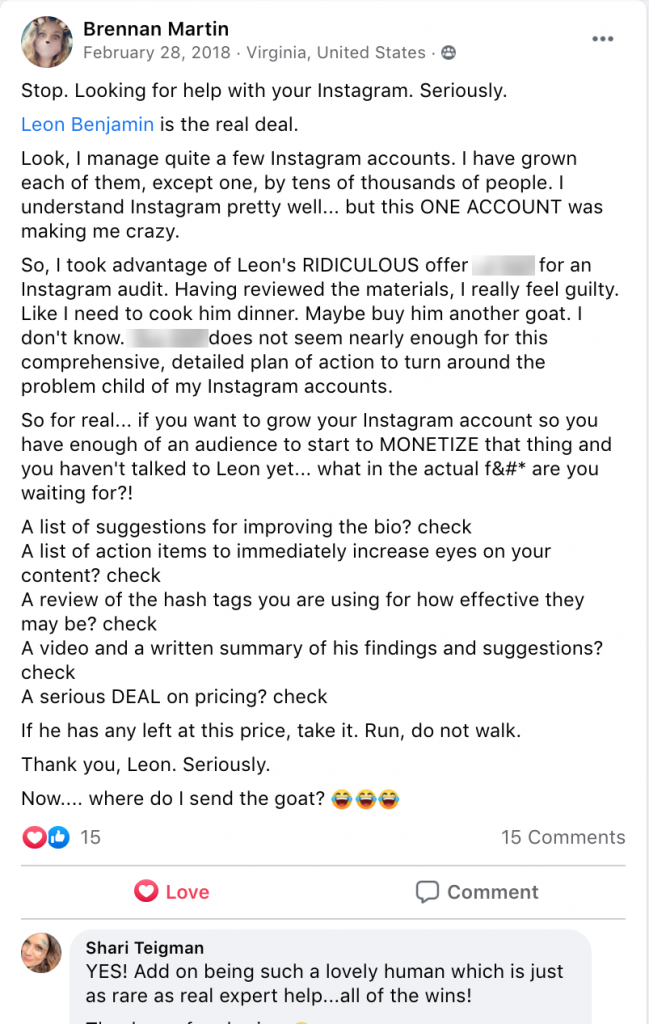 Brennan Martin
February 28, 2018 · Virginia, United States ·
Stop. Looking for help with your Instagram. Seriously.
Leon Benjamin is the real deal.
Look, I manage quite a few Instagram accounts. I have grown
each of them, except one, by tens of thousands of people. I
understand Instagram pretty well... but this ONE ACCOUNT was
making me crazy.
So, I took advantage of Leon's RIDICULOUS offer for an
Instagram audit. Having reviewed the materials, I really feel guilty.
Like I need to cook him dinner. Maybe buy him another goat. I
don't know. does not seem nearly enough for this
comprehensive, detailed plan of action to turn around the
problem child of my Instagram accounts.
So for real... if you want to grow your Instagram account so you
have enough of an audience to start to MONETIZE that thing and
you haven't talked to Leon yet... what in the actual f&#* are you
waiting for?!
A list of suggestions for improving the bio? check
A list of action items to immediately increase eyes on your
content? check
A review of the hash tags you are using for how effective they
may be? check
A video and a written summary of his findings and suggestions?
check
A serious DEAL on pricing? check
If he has any left at this price, take it. Run, do not walk.
Thank you, Leon. Seriously.
Now.... where do I send the goat? 😂😂😂
15
15 Comments
Love
Comment
Shari Teigman
YES! Add on being such a lovely human which is just
as rare as real expert help...all of the wins!